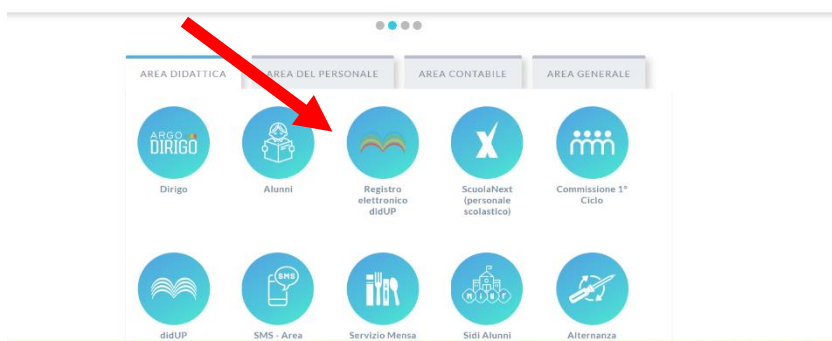 AREA DIDATTICA AREA DEL PERSONALE AREA CONTABILE AREA GENERALE
ARGO
DIRIGO
Dirigo
Alunni
Registro
elettronico
didUP
ScuolaNext
(personale
scolastico)
Commissione 1°
Ciclo
SMS
MIUR
didUP
SMS - Area
Servizio Mensa
Sidi Alunni
Alternanza